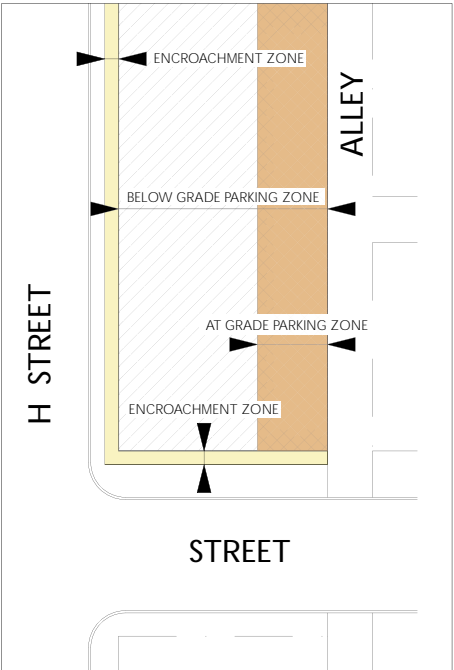 ENCROACHMENT ZONE
ALLEY
BELOW GRADE PARKING ZONE
H STREET
AT GRADE PARKING ZONE
ENCROACHMENT ZONE
STREET